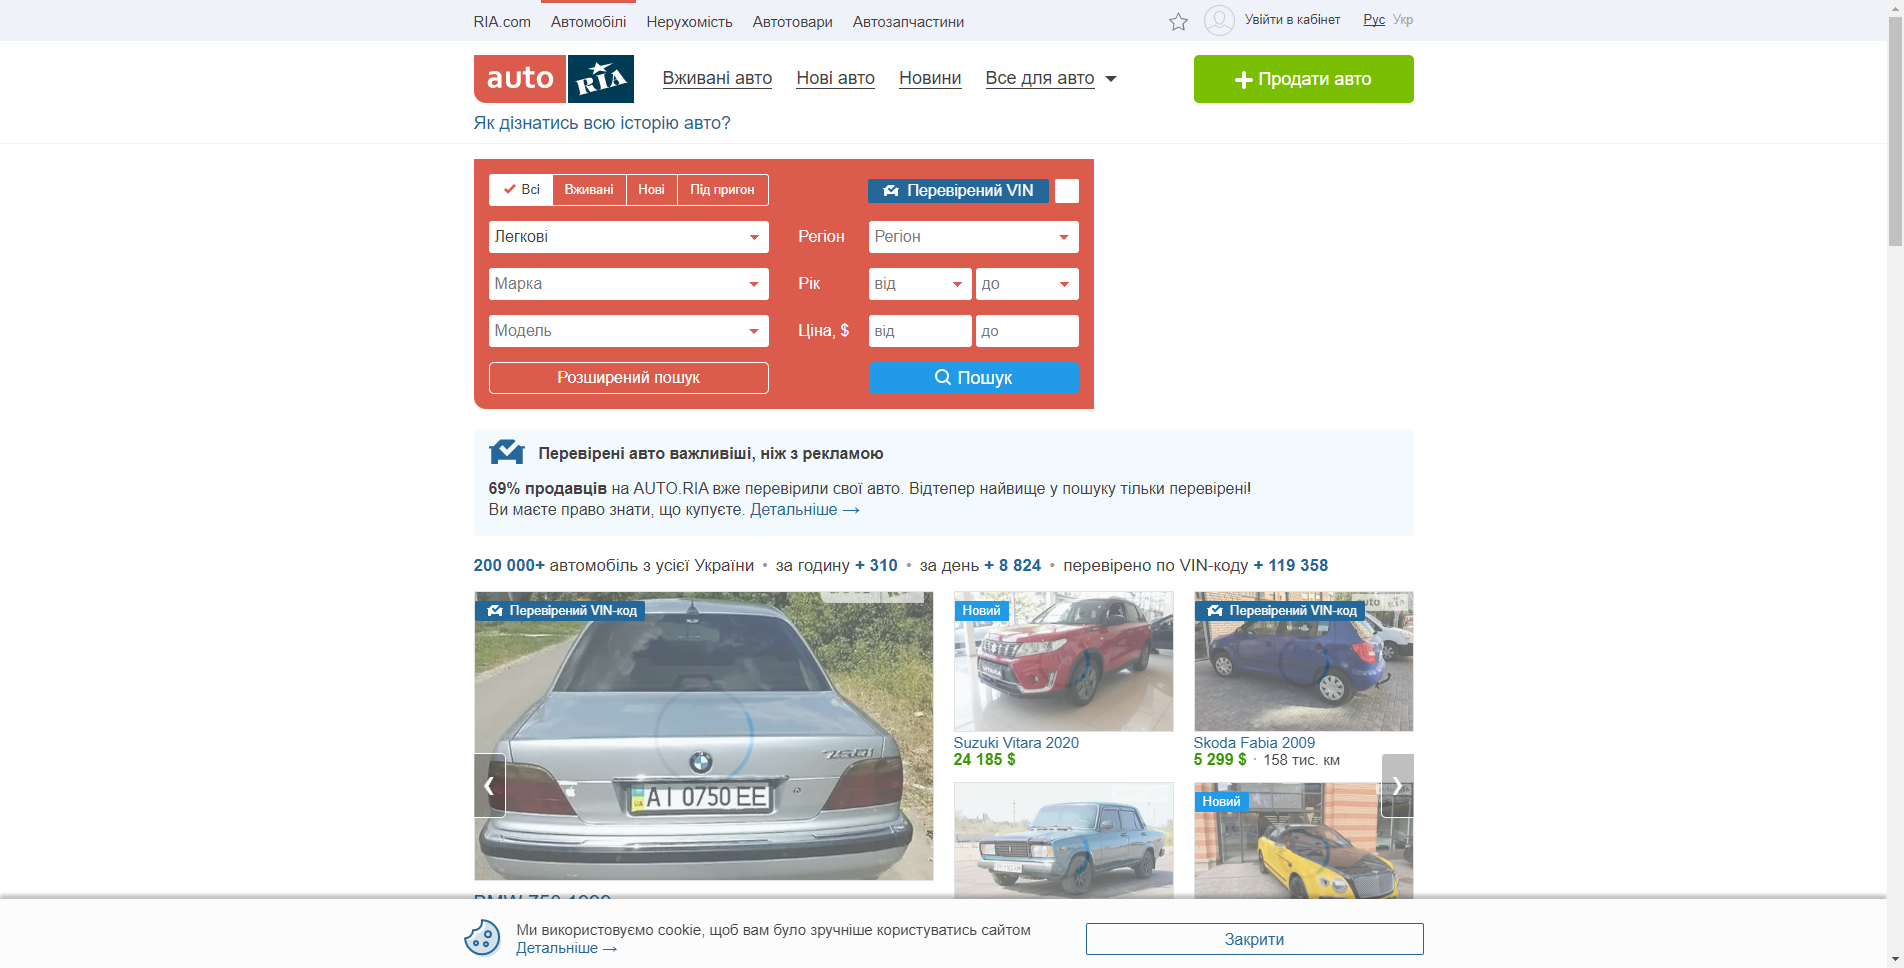 RIA.com Автомобілі Нерухомість Автотовари Автозапчастини Увійти в кабінет Рус Укр
auto RIA Вживані авто Нові авто Новини Все для авто Продати авто
Як дізнатись всю історію авто?
Всі Вживані Нові Під пригон Перевірений VIN
Легкові Регіон Регіон
Марка Рік від до
Модель Ціна, $ від до
Розширений пошук Пошук
Перевірені авто важливіші, ніж з рекламою
69% продавців на AUTO.RIA вже перевірили свої авто. Відтепер найвище у пошуку тільки перевірені!
Ви маєте право знати, що купуєте. Детальніше →
200 000+ автомобіль з усієї України • за годину + 310 • за день + 8 824 • перевірено по VIN-коду + 119 358
Перевірений VIN-код
750i
AI 0750 EE
UA
Новий
VITARA
Suzuki Vitara 2020
24 185 $
Перевірений VIN-код
auto
Skoda Fabia 2009
5 299 $ · 158 тис. км
Новий
Ми використовуємо cookie, щоб вам було зручніше користуватись сайтом
Детальніше →
Закрити